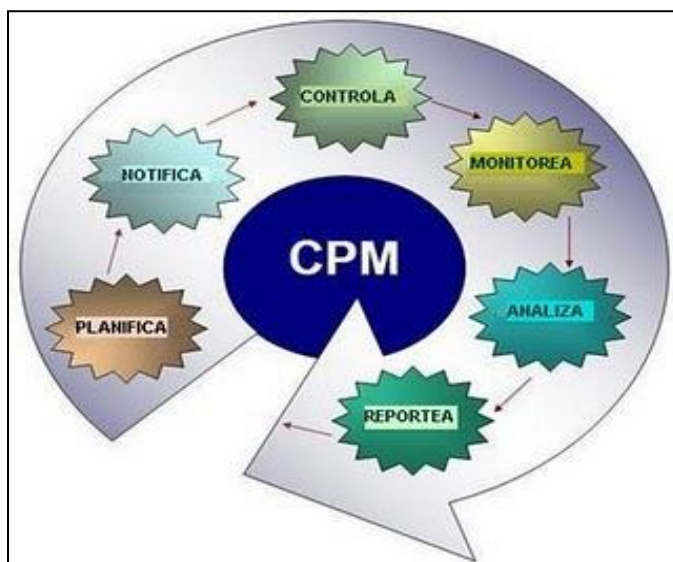 CONTROLA
NOTIFICA
MONITOREA
CPM
PLANIFICA
ANALIZA
REPORTEA